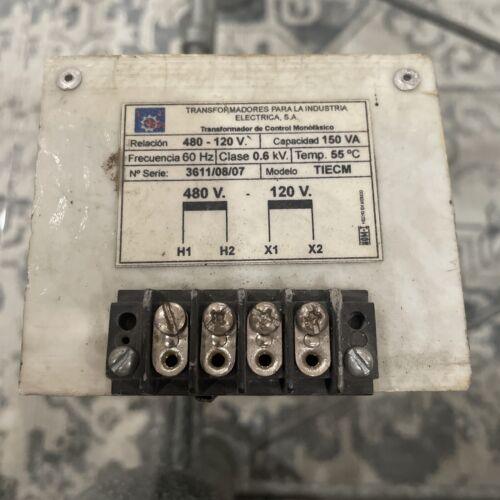 TRANSFORMADORES PARA LA INDUSTRIA
ELECTRICA, S.A.
Transformador de Control Monofásico
Relación 480 - 120 V. Capacidad 150 VA
Frecuencia 60 Hz Clase 0.6 kV. Temp. 55 ºC
Nº Serie: 3611/08/07 Modelo TIECM
480 V. - 120 V.
H1 H2 X1 X2